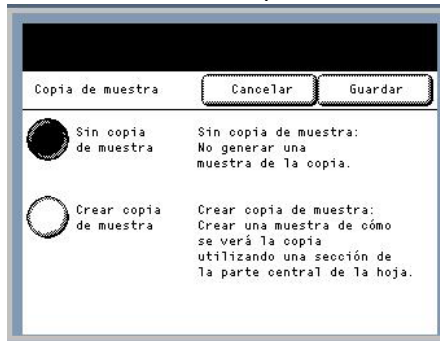 Copia de muestra Cancelar Guardar
Sin copia
de muestra
Sin copia de muestra:
No generar una
muestra de la copia.
Crear copia
de muestra
Crear copia de muestra:
Crear una muestra de cómo
se verá la copia
utilizando una sección de
la parte central de la hoja.